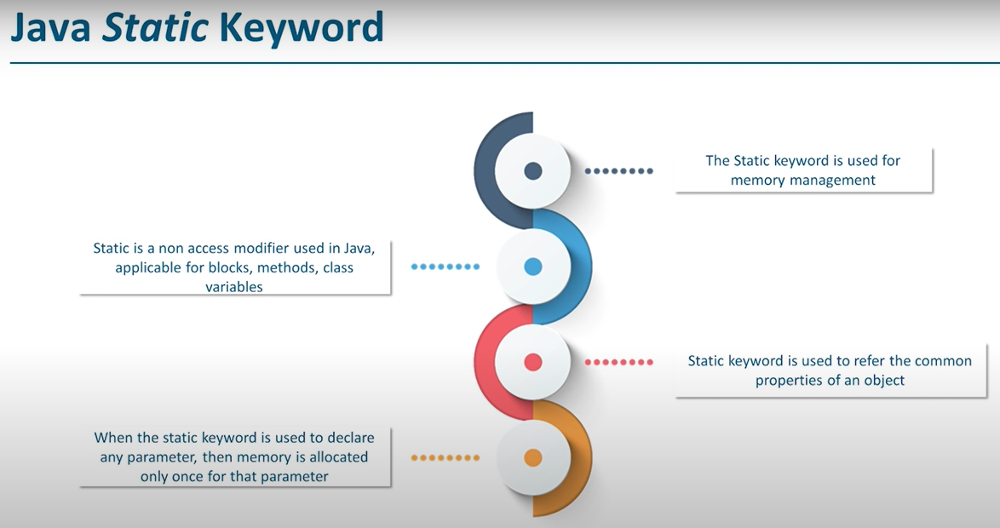 Java Static Keyword
The Static keyword is used for
memory management
Static is a non access modifier used in Java,
applicable for blocks, methods, class
variables
Static keyword is used to refer the common
properties of an object
When the static keyword is used to declare
any parameter, then memory is allocated
only once for that parameter